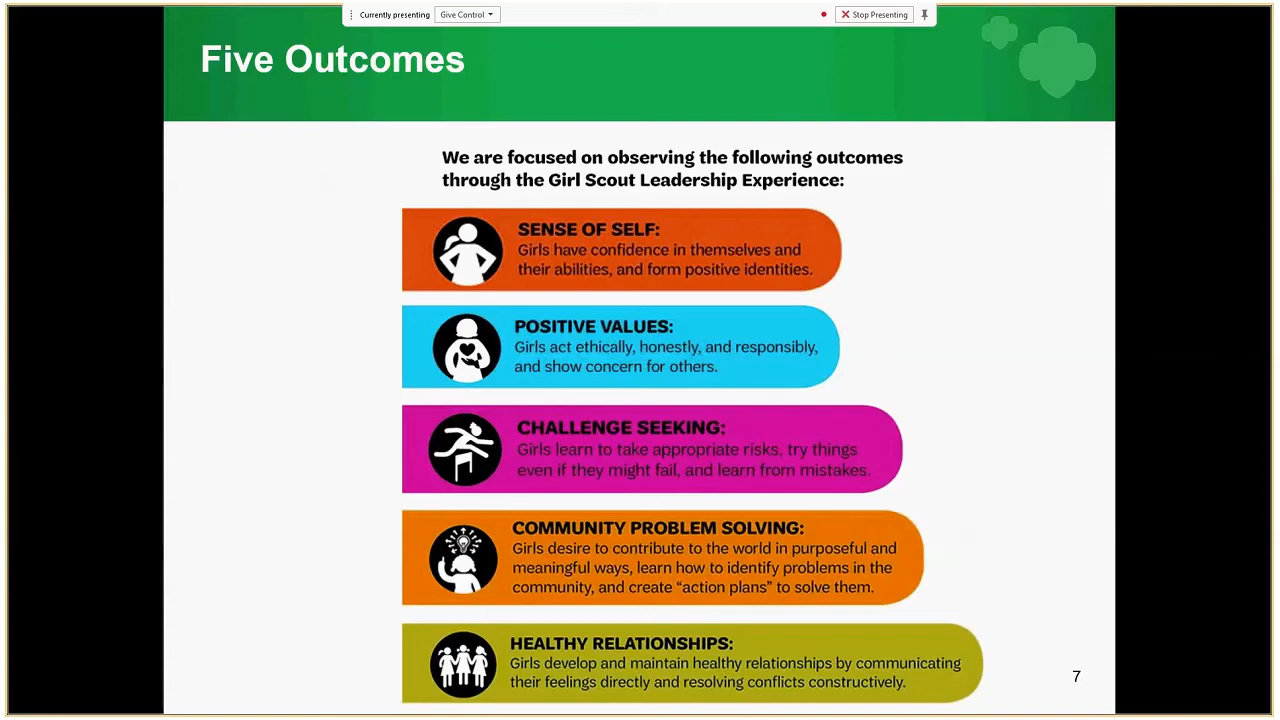 Currently presenting Give Control Stop Presenting
Five Outcomes
We are focused on observing the following outcomes
through the Girl Scout Leadership Experience:
SENSE OF SELF:
Girls have confidence in themselves and
their abilities, and form positive identities.
POSITIVE VALUES:
Girls act ethically, honestly, and responsibly,
and show concern for others.
CHALLENGE SEEKING:
Girls learn to take appropriate risks, try things
even if they might fail, and learn from mistakes.
COMMUNITY PROBLEM SOLVING:
Girls desire to contribute to the world in purposeful and
meaningful ways, learn how to identify problems in the
community, and create “action plans” to solve them.
HEALTHY RELATIONSHIPS:
Girls develop and maintain healthy relationships by communicating
their feelings directly and resolving conflicts constructively.
7